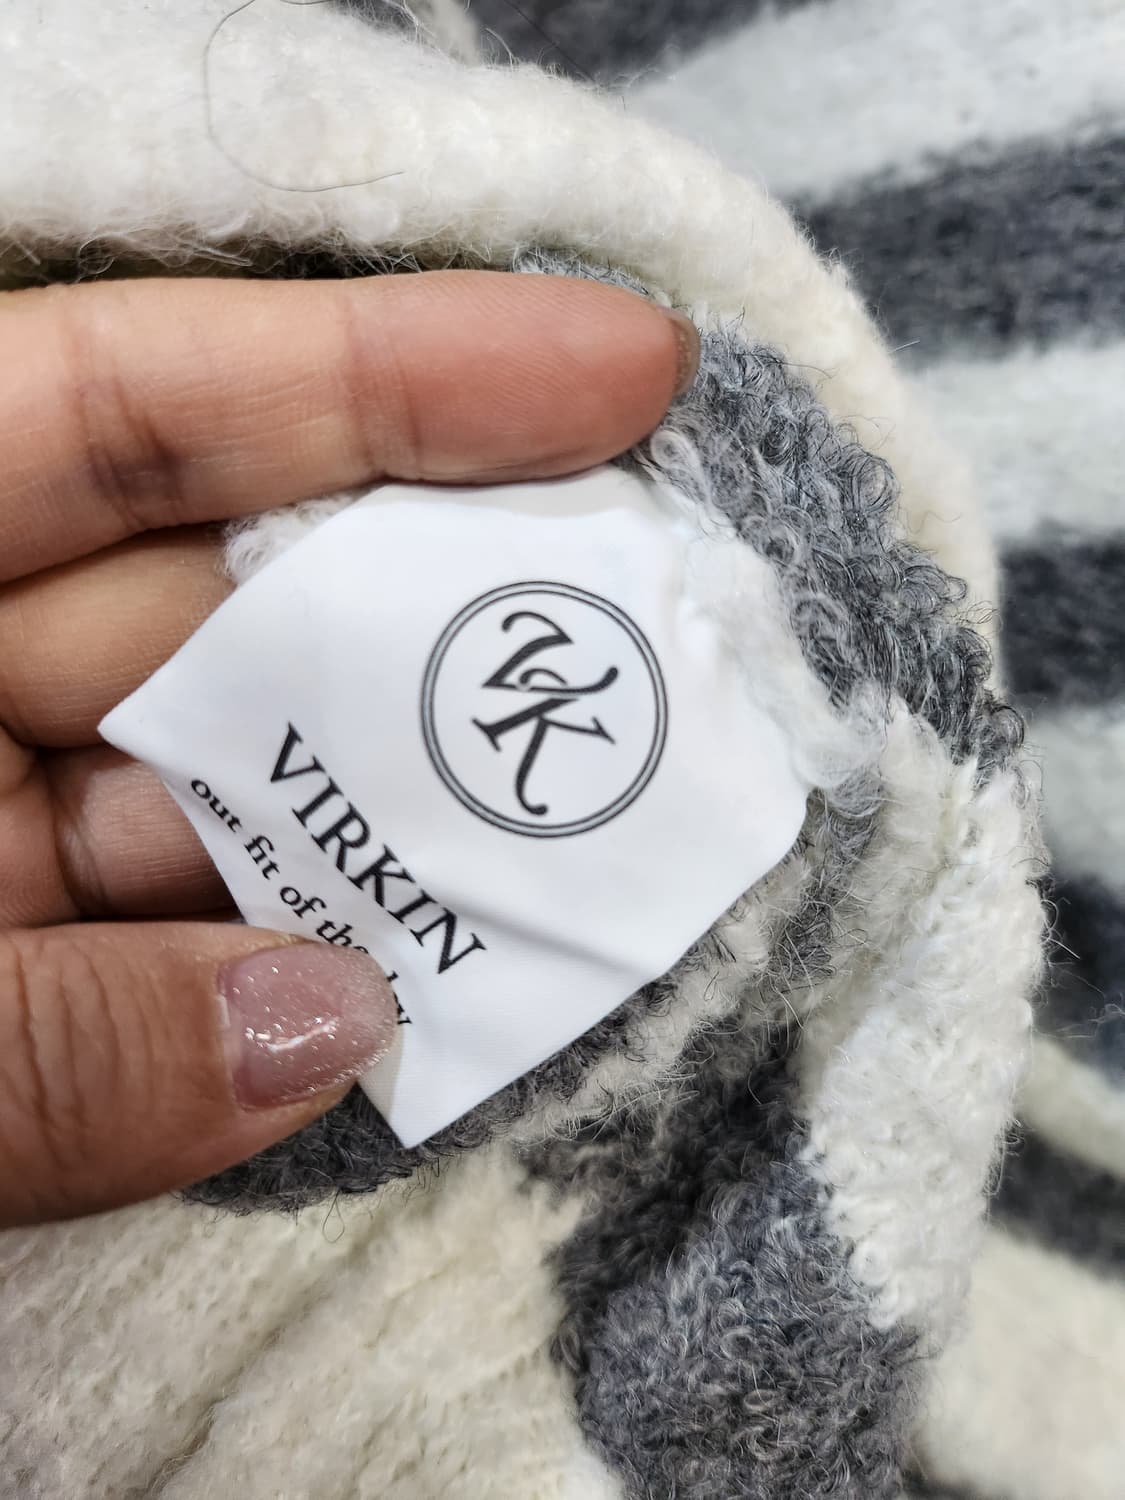 VK
VIRKIN
out fit of the